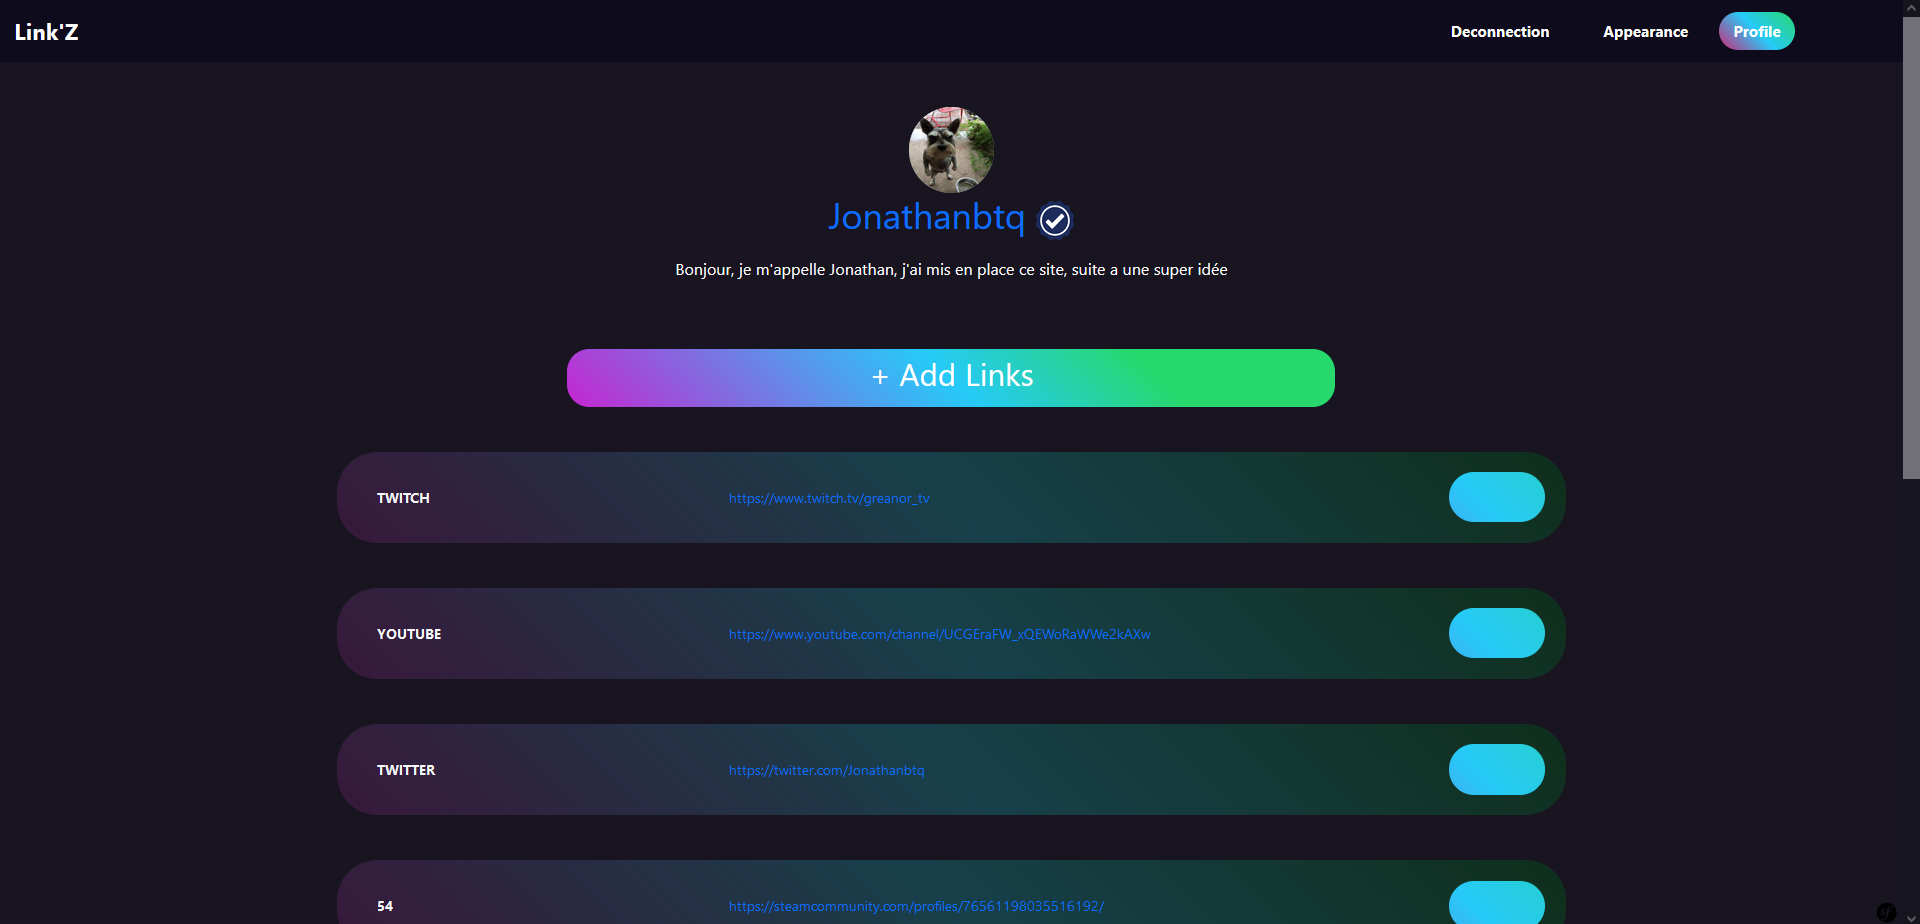 Link'Z
Deconnection Appearance Profile
Jonathanbtq
Bonjour, je m'appelle Jonathan, j'ai mis en place ce site, suite a une super idée
+ Add Links
TWITCH https://www.twitch.tv/greanor_tv
YOUTUBE https://www.youtube.com/channel/UCGEraFW_xQEWoRaWWe2kAXw
TWITTER https://twitter.com/Jonathanbtq
54 https://steamcommunity.com/profiles/76561198035516192/
sf